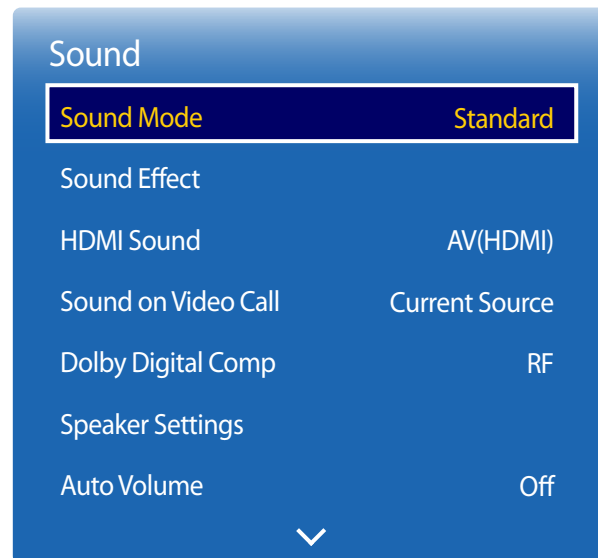 Sound
Sound Mode Standard
Sound Effect
HDMI Sound AV(HDMI)
Sound on Video Call Current Source
Dolby Digital Comp RF
Speaker Settings
Auto Volume Off